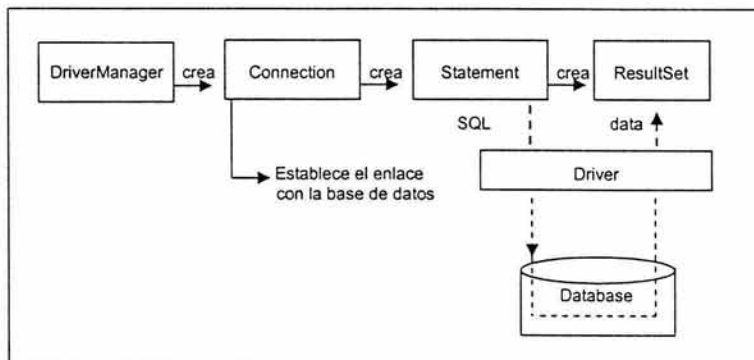 DriverManager
crea
Connection
crea
Statement
crea
ResultSet
SQL
data
Establece el enlace
con la base de datos
Driver
Database